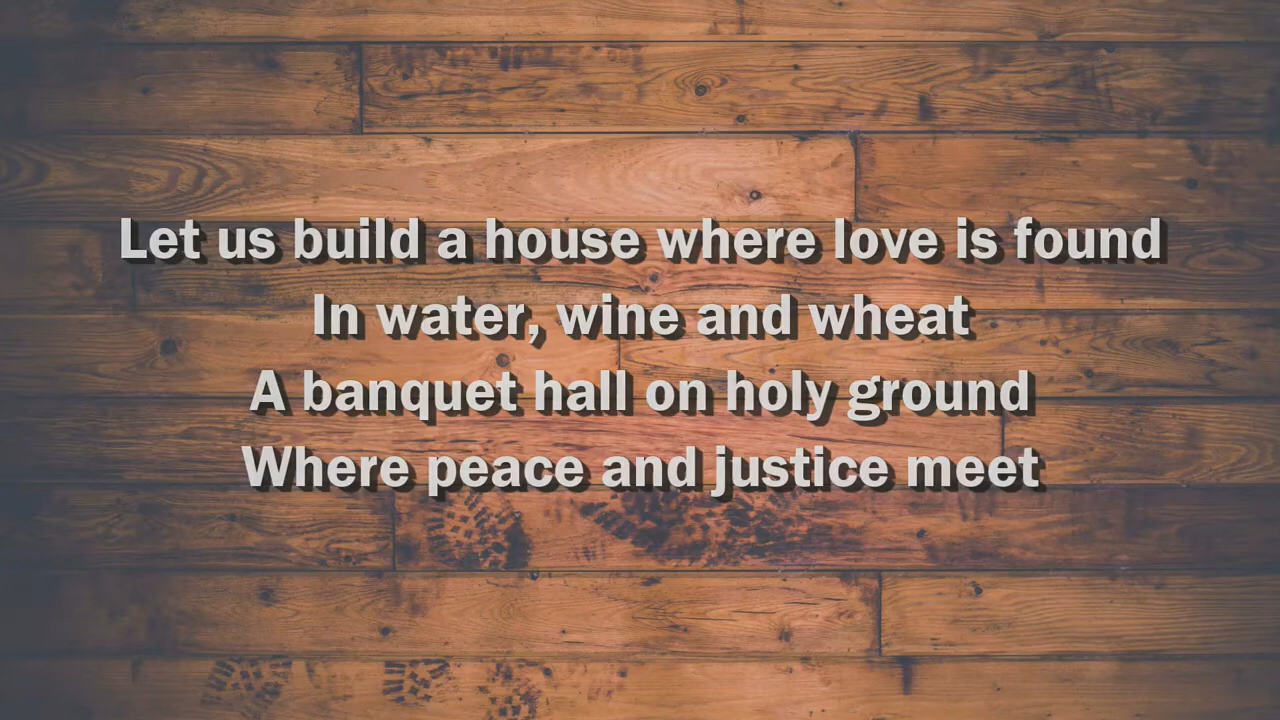 Let us build a house where love is found
In water, wine and wheat
A banquet hall on holy ground
Where peace and justice meet